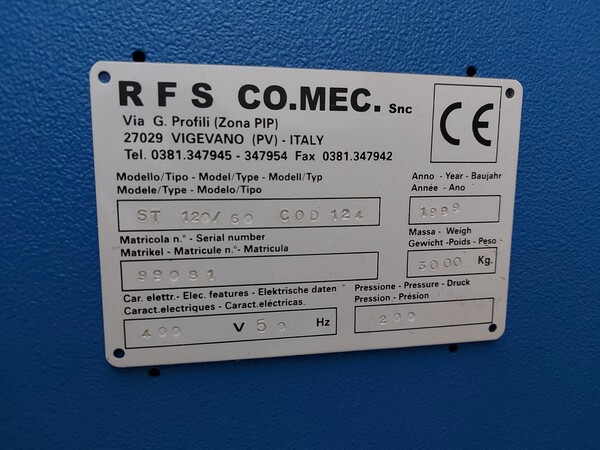 RFS CO.MEC. Snc
Via G. Profili (Zona PIP)
27029 VIGEVANO (PV) - ITALY
Tel. 0381.347945 - 347954 Fax 0381.347942
CE
Modello/Tipo - Model/Type - Modell/Typ
Modele/Type - Modelo/Tipo
ST 120/60 COD 124
Anno - Year - Baujahr
Année - Ano
1999
Matricola n.° - Serial number
Matrikel - Matricule n.° - Matricula
99081
Massa - Weigh
Gewicht - Poids - Peso
3000 Kg.
Car. elettr.- Elec. features - Elektrische daten
Caract.electriques - Caract.eléctricas.
400 V 50 Hz
Pressione - Pressure - Druck
Pression - Présion
200